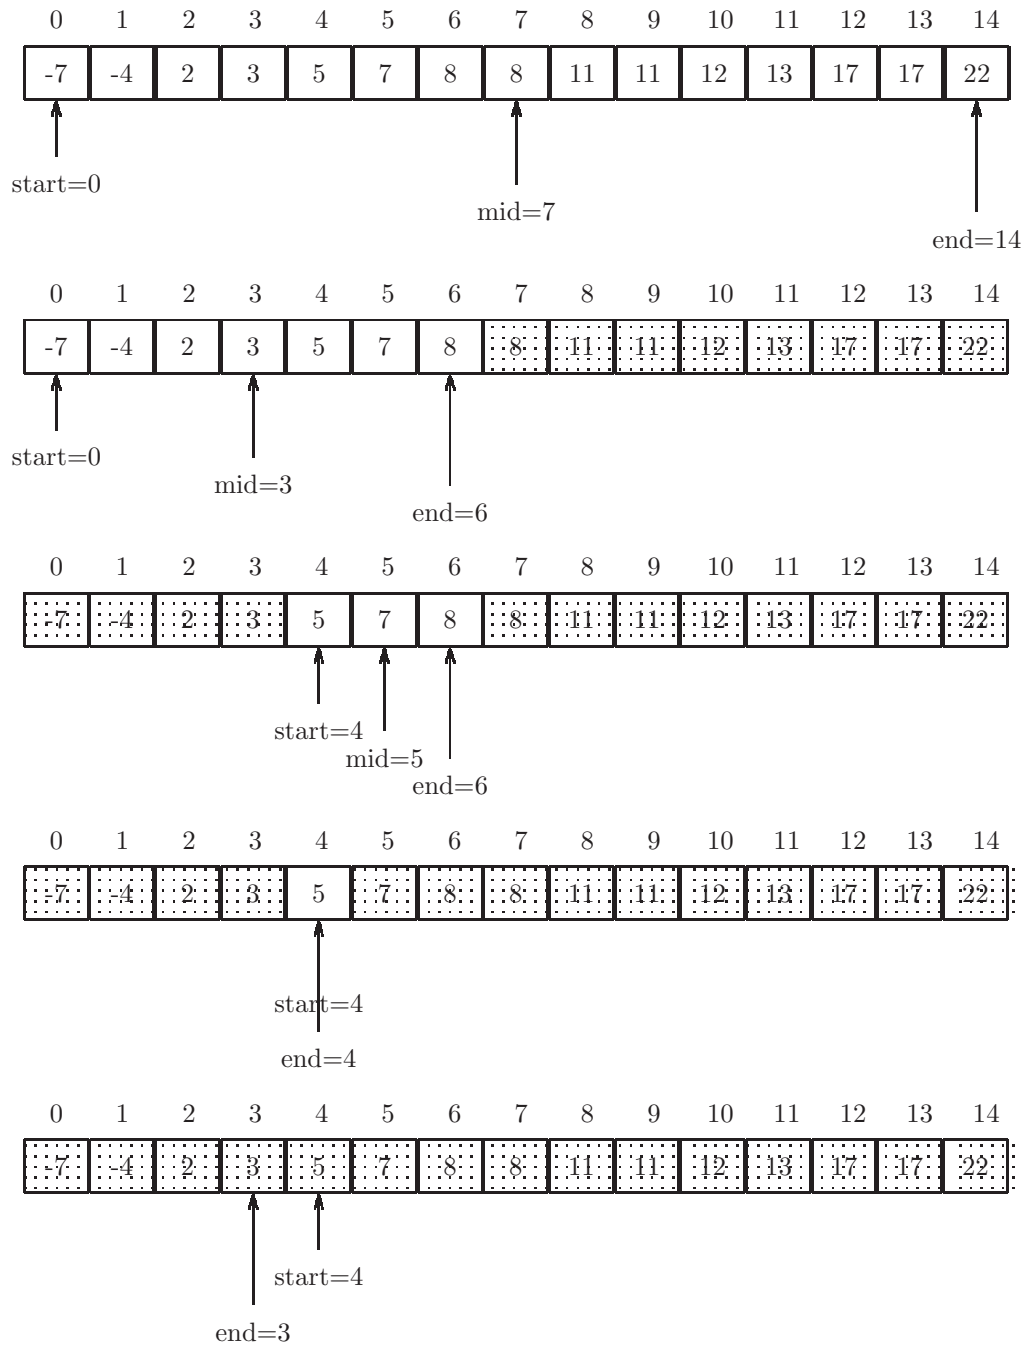 0 1 2 3 4 5 6 7 8 9 10 11 12 13 14
-7 -4 2 3 5 7 8 8 11 11 12 13 17 17 22
start=0
mid=7
end=14
0 1 2 3 4 5 6 7 8 9 10 11 12 13 14
-7 -4 2 3 5 7 8 8 11 11 12 13 17 17 22
start=0
mid=3
end=6
0 1 2 3 4 5 6 7 8 9 10 11 12 13 14
-7 -4 2 3 5 7 8 8 11 11 12 13 17 17 22
start=4
mid=5
end=6
0 1 2 3 4 5 6 7 8 9 10 11 12 13 14
-7 -4 2 3 5 7 8 8 11 11 12 13 17 17 22
start=4
end=4
0 1 2 3 4 5 6 7 8 9 10 11 12 13 14
-7 -4 2 3 5 7 8 8 11 11 12 13 17 17 22
start=4
end=3